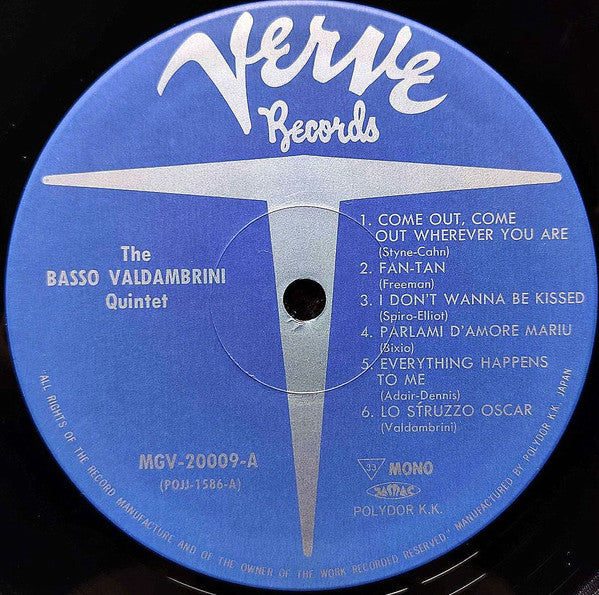 Verve
Records
The
BASSO VALDAMBRINI
Quintet
1. COME OUT, COME
OUT WHEREVER YOU ARE
(Styne-Cahn)
2. FAN-TAN
(Freeman)
3. I DON'T WANNA BE KISSED
(Spiro-Elliot)
4. PARLAMI D'AMORE MARIU
(Bixio)
5. EVERYTHING HAPPENS
TO ME
(Adair-Dennis)
6. LO STRUZZO OSCAR
(Valdambrini)
MGV-20009-A
(POJJ-1586-A)
33 MONO
JASRAC
POLYDOR K.K.
ALL RIGHTS OF THE RECORD MANUFACTURE AND OF THE OWNER OF THE WORK RECORDED RESERVED. MANUFACTURED BY POLYDOR K.K. JAPAN